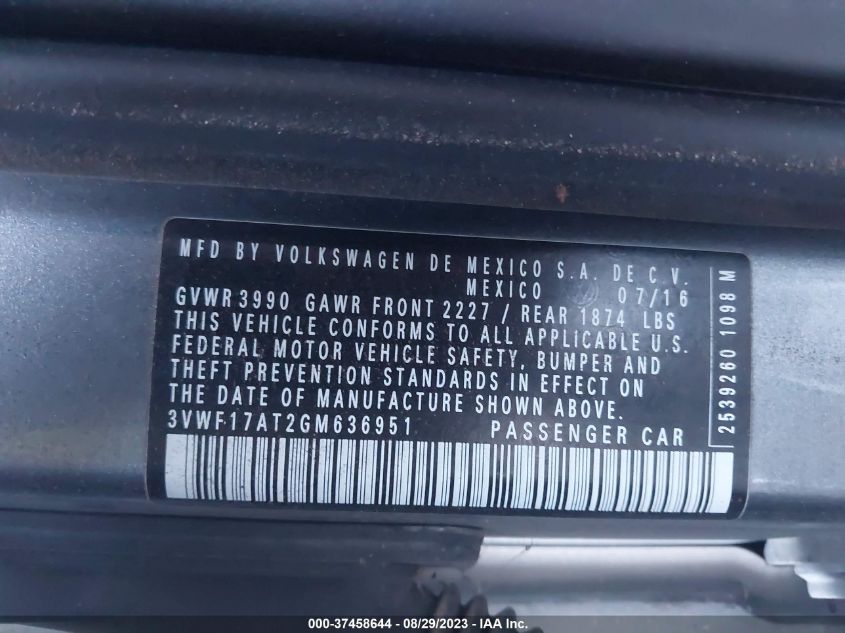 MFD BY VOLKSWAGEN DE MEXICO S.A. DE C.V.
MEXICO 07/16
GVWR 3990 GAWR FRONT 2227 / REAR 1874 LBS
THIS VEHICLE CONFORMS TO ALL APPLICABLE U.S.
FEDERAL MOTOR VEHICLE SAFETY, BUMPER AND
THEFT PREVENTION STANDARDS IN EFFECT ON
THE DATE OF MANUFACTURE SHOWN ABOVE.
3VWF17AT2GM636951 PASSENGER CAR
2539260 1098 M
000-37458644 / 08/29/2023 - IAA Inc.